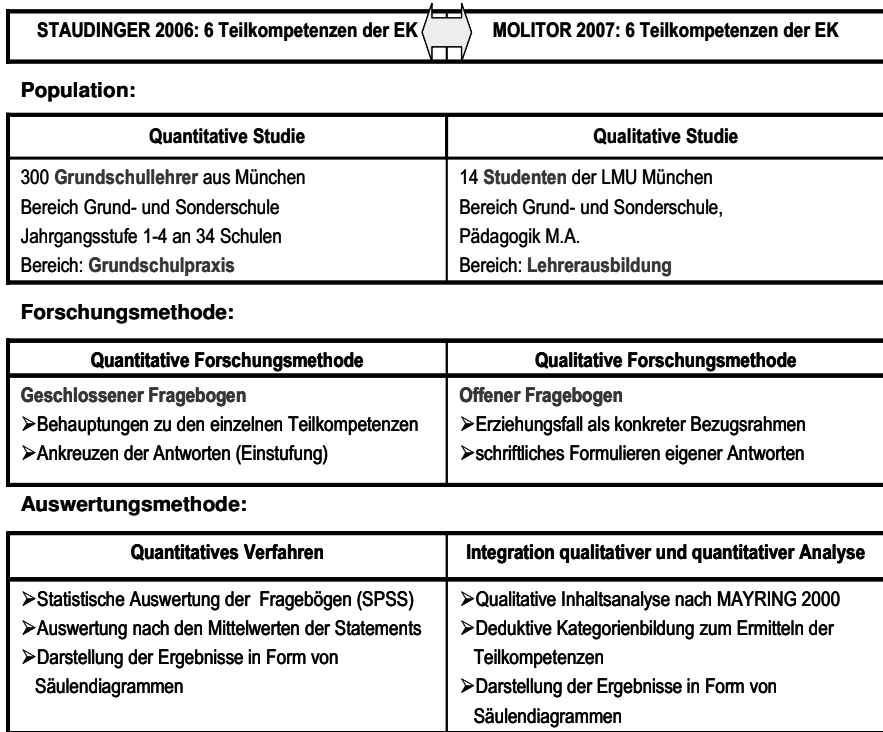 STAUDINGER 2006: 6 Teilkompetenzen der EK
MOLITOR 2007: 6 Teilkompetenzen der EK
Population:
Quantitative Studie
300 Grundschullehrer aus München
Bereich Grund- und Sonderschule
Jahrgangsstufe 1-4 an 34 Schulen
Bereich: Grundschulpraxis
Qualitative Studie
14 Studenten der LMU München
Bereich Grund- und Sonderschule,
Pädagogik M.A.
Bereich: Lehrerausbildung
Forschungsmethode:
Quantitative Forschungsmethode
Geschlossener Fragebogen
➢Behauptungen zu den einzelnen Teilkompetenzen
➢Ankreuzen der Antworten (Einstufung)
Qualitative Forschungsmethode
Offener Fragebogen
➢Erziehungsfall als konkreter Bezugsrahmen
➢schriftliches Formulieren eigener Antworten
Auswertungsmethode:
Quantitatives Verfahren
➢Statistische Auswertung der Fragebögen (SPSS)
➢Auswertung nach den Mittelwerten der Statements
➢Darstellung der Ergebnisse in Form von
Säulendiagrammen
Integration qualitativer und quantitativer Analyse
➢Qualitative Inhaltsanalyse nach MAYRING 2000
➢Deduktive Kategorienbildung zum Ermitteln der
Teilkompetenzen
➢Darstellung der Ergebnisse in Form von
Säulendiagrammen